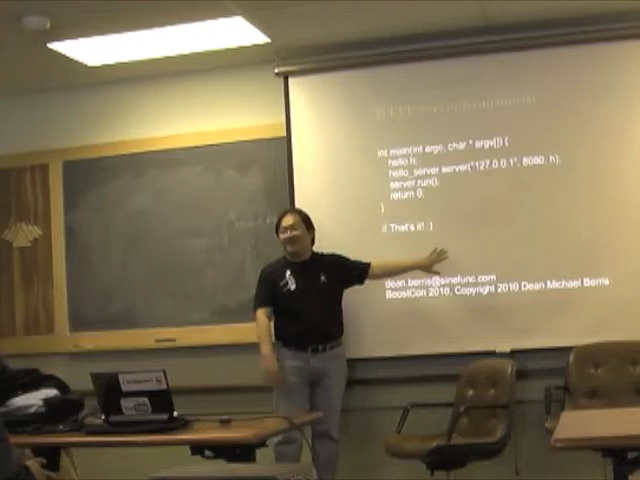 int main(int argc, char * argv[]) {
hello h;
hello_server server("127.0.0.1", 8080, h);
server.run();
return 0;
}
// That's it! :)
dean.berris@sinefunc.com
BoostCon 2010, Copyright 2010 Dean Michael Berris